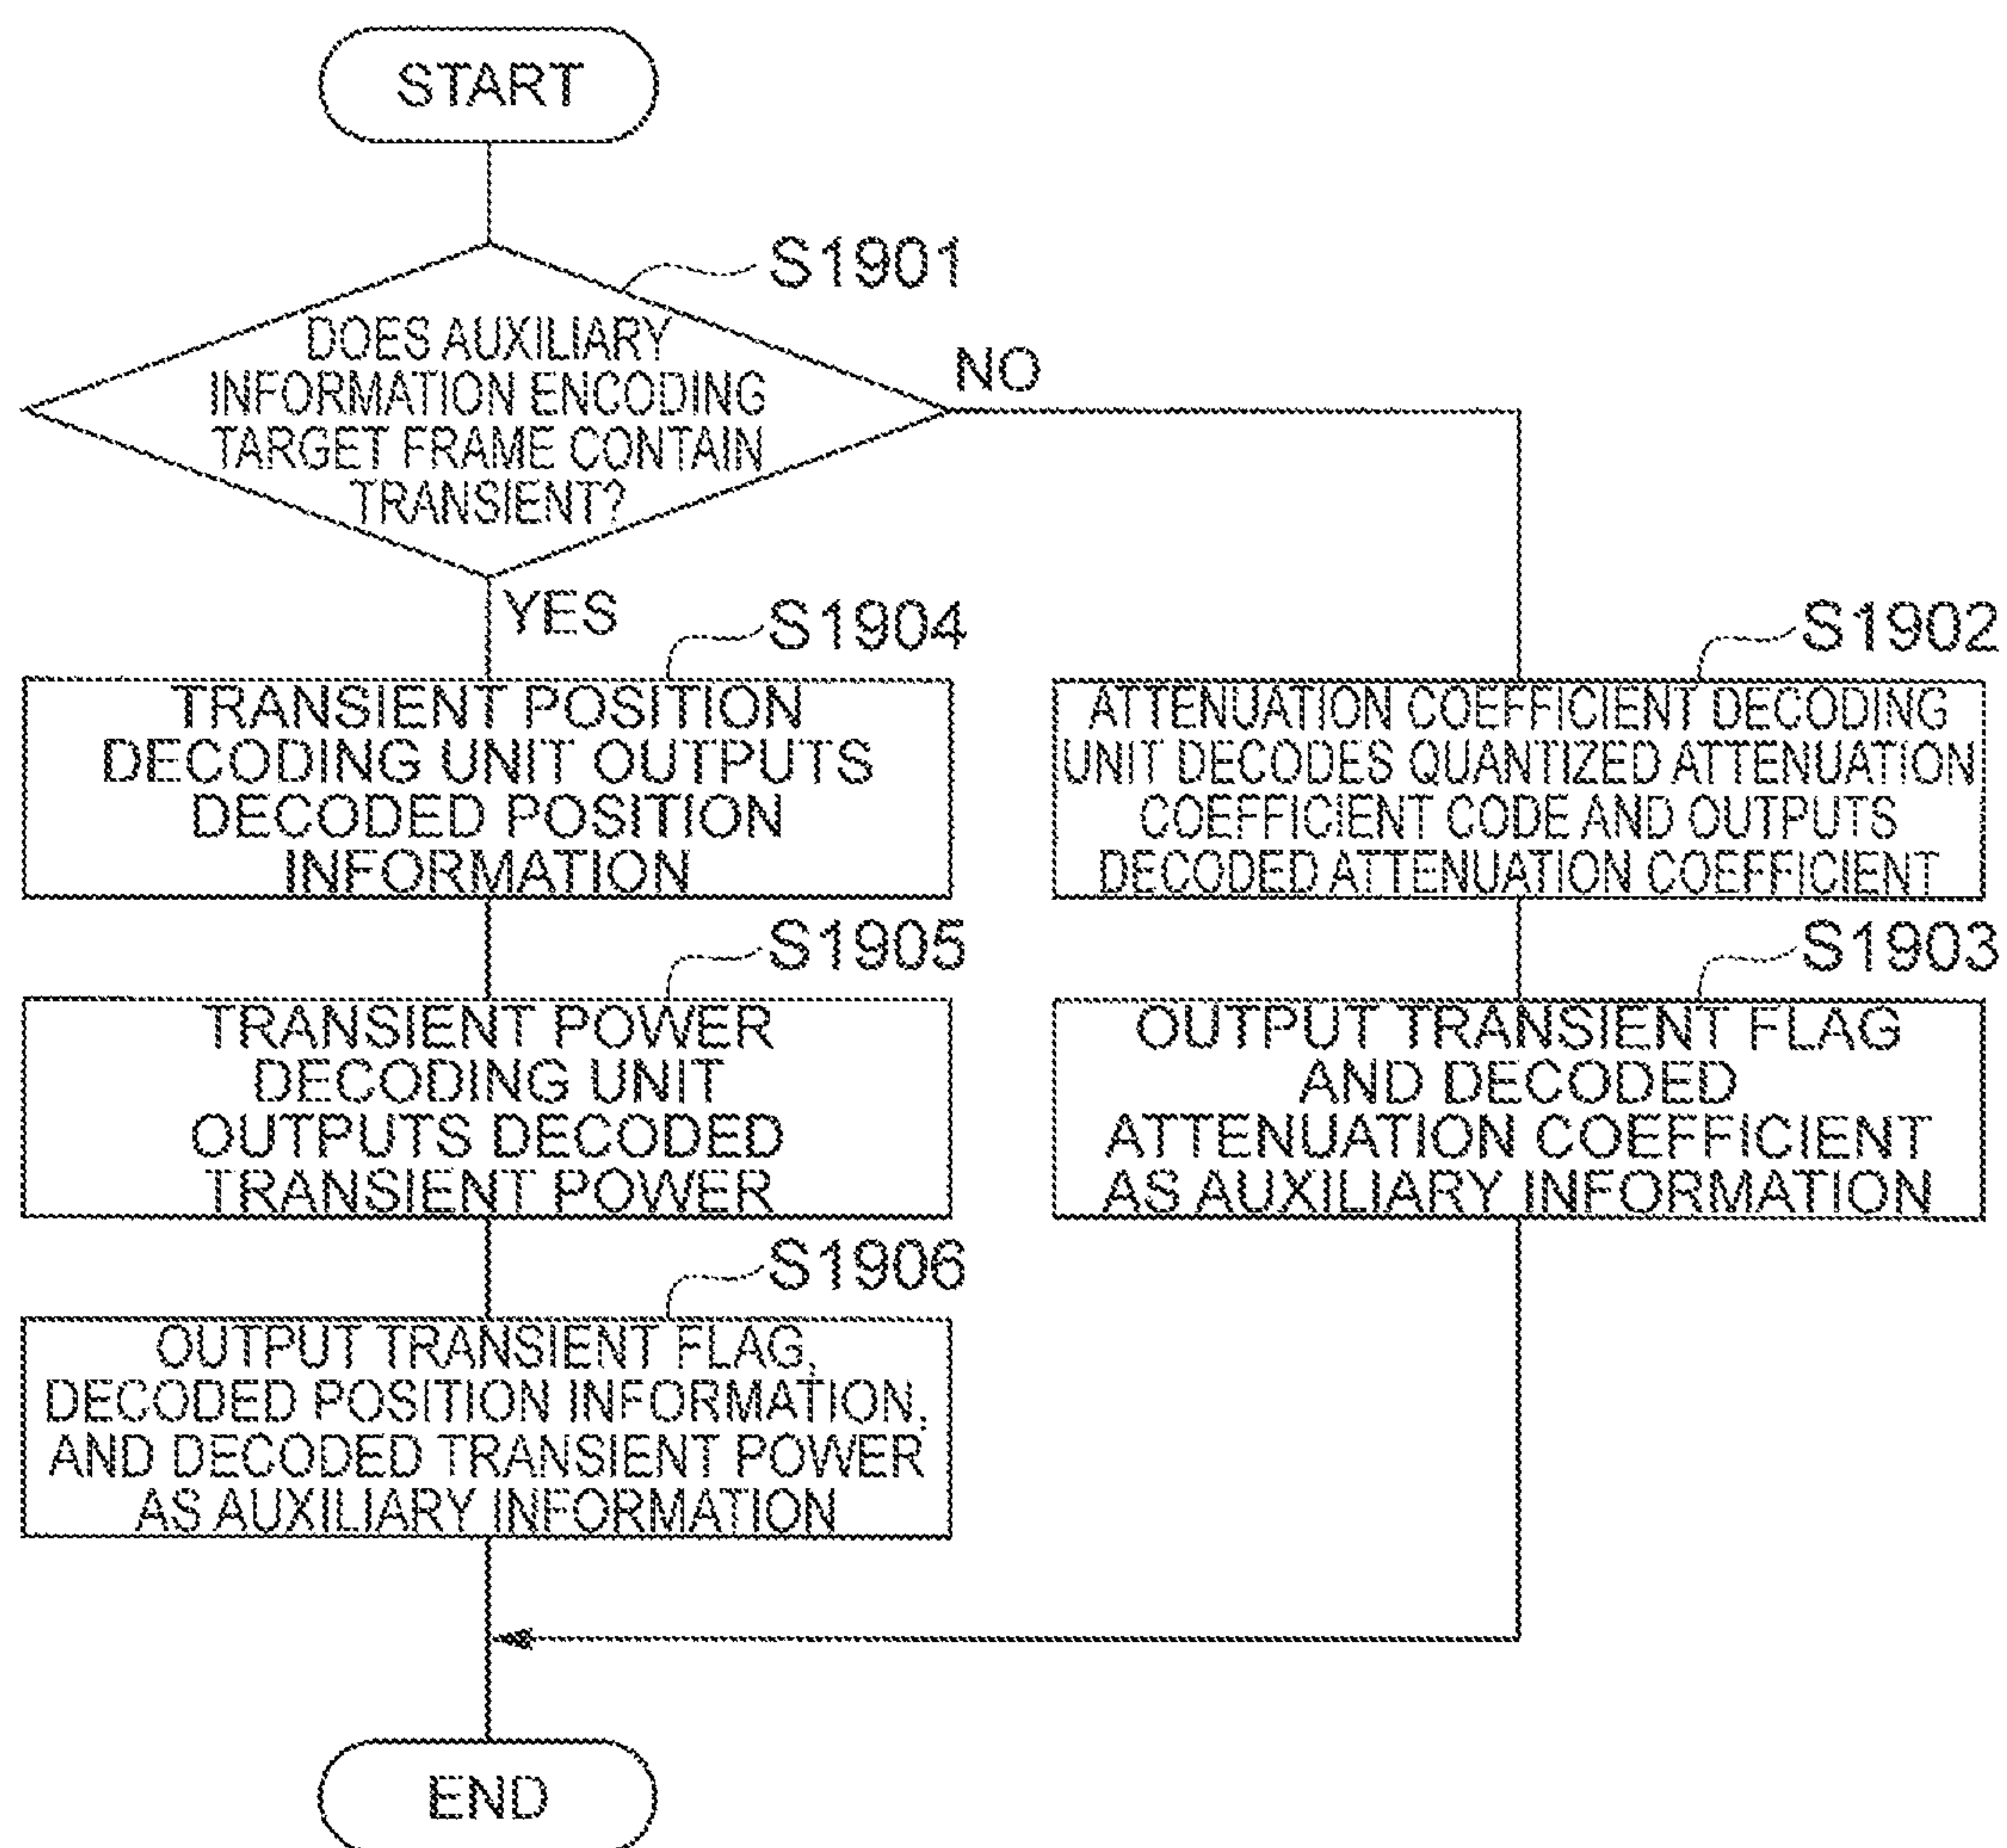 START
S1901
DOES AUXILIARY
INFORMATION ENCODING
TARGET FRAME CONTAIN
TRANSIENT?
NO
YES
S1904
TRANSIENT POSITION
DECODING UNIT OUTPUTS
DECODED POSITION
INFORMATION
S1902
ATTENUATION COEFFICIENT DECODING
UNIT DECODES QUANTIZED ATTENUATION
COEFFICIENT CODE AND OUTPUTS
DECODED ATTENUATION COEFFICIENT
S1905
TRANSIENT POWER
DECODING UNIT
OUTPUTS DECODED
TRANSIENT POWER
S1903
OUTPUT TRANSIENT FLAG
AND DECODED
ATTENUATION COEFFICIENT
AS AUXILIARY INFORMATION
S1906
OUTPUT TRANSIENT FLAG,
DECODED POSITION INFORMATION,
AND DECODED TRANSIENT POWER
AS AUXILIARY INFORMATION
END